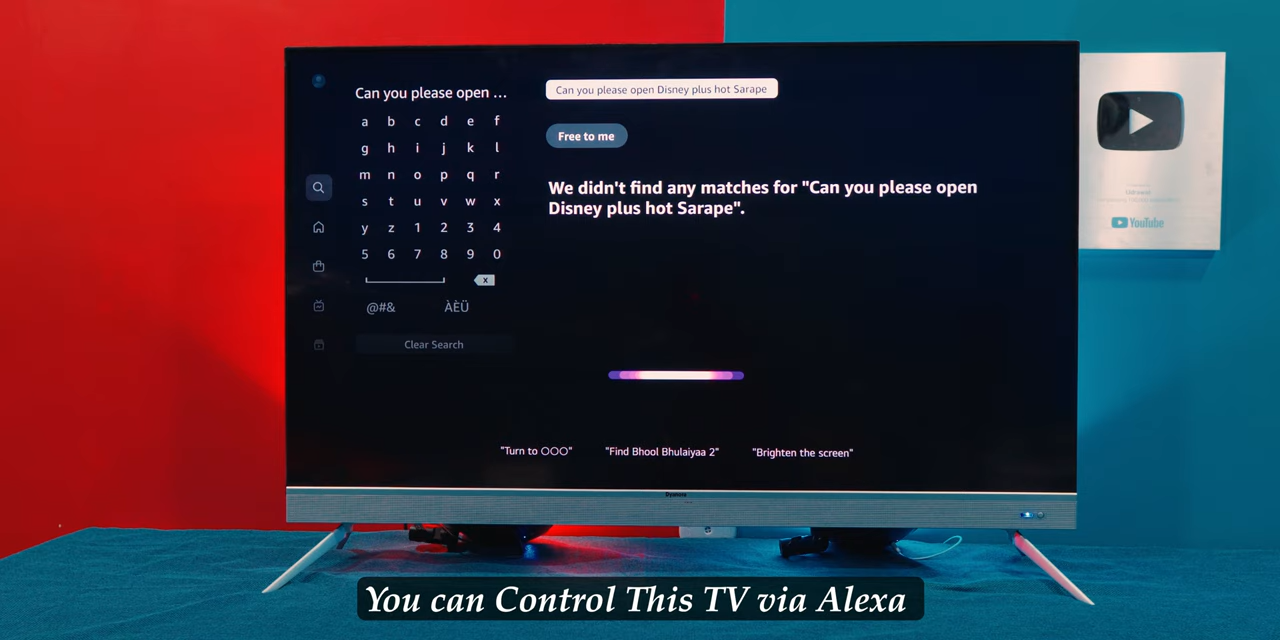 Can you please open ...
a b c d e f
g h i j k l
m n o p q r
s t u v w x
y z 1 2 3 4
5 6 7 8 9 0
x
@#& ÀÈÜ
Clear Search
Can you please open Disney plus hot Sarape
Free to me
We didn't find any matches for "Can you please open
Disney plus hot Sarape".
"Turn to OOO" "Find Bhool Bhulaiyaa 2" "Brighten the screen"
YouTube
You can Control This TV via Alexa